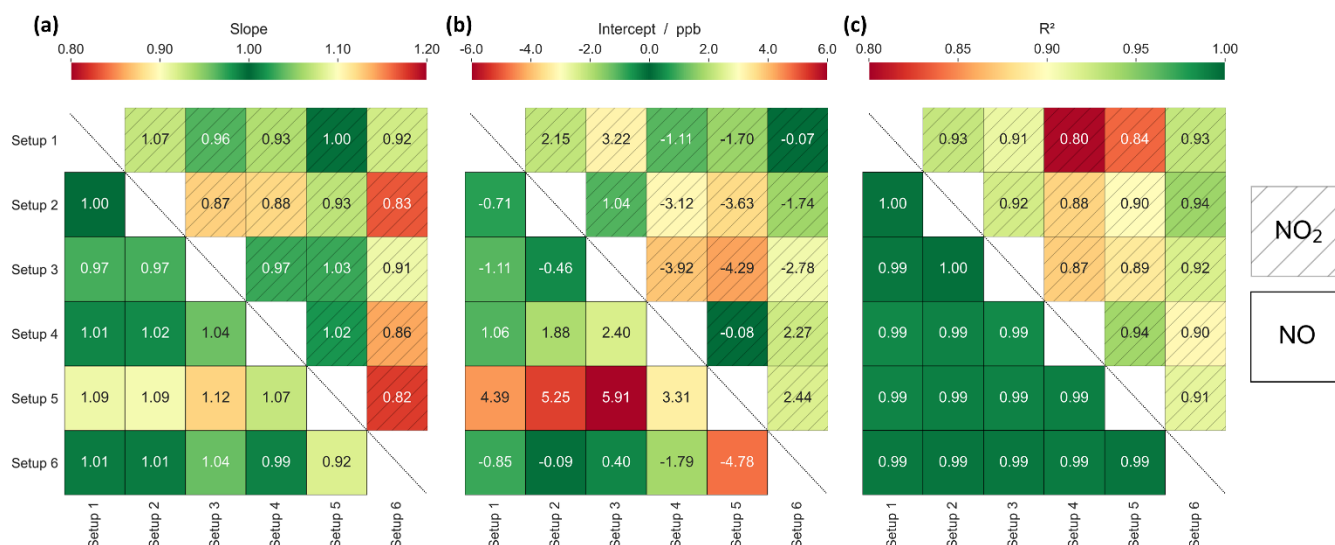 (a) Slope
0.80 0.90 1.00 1.10 1.20
Setup 1 1.07 0.96 0.93 1.00 0.92
Setup 2 1.00 0.87 0.88 0.93 0.83
Setup 3 0.97 0.97 0.97 1.03 0.91
Setup 4 1.01 1.02 1.04 1.02 0.86
Setup 5 1.09 1.09 1.12 1.07 0.82
Setup 6 1.01 1.01 1.04 0.99 0.92
Setup 1 Setup 2 Setup 3 Setup 4 Setup 5 Setup 6
(b) Intercept / ppb
-6.0 -4.0 -2.0 0.0 2.0 4.0 6.0
2.15 3.22 -1.11 -1.70 -0.07
-0.71 1.04 -3.12 -3.63 -1.74
-1.11 -0.46 -3.92 -4.29 -2.78
1.06 1.88 2.40 -0.08 2.27
4.39 5.25 5.91 3.31 2.44
-0.85 -0.09 0.40 -1.79 -4.78
Setup 1 Setup 2 Setup 3 Setup 4 Setup 5 Setup 6
(c) R²
0.80 0.85 0.90 0.95 1.00
0.93 0.91 0.80 0.84 0.93
1.00 0.92 0.88 0.90 0.94
0.99 1.00 0.87 0.89 0.92
0.99 0.99 0.99 0.94 0.90
0.99 0.99 0.99 0.99 0.91
0.99 0.99 0.99 0.99 0.99
Setup 1 Setup 2 Setup 3 Setup 4 Setup 5 Setup 6
NO₂
NO